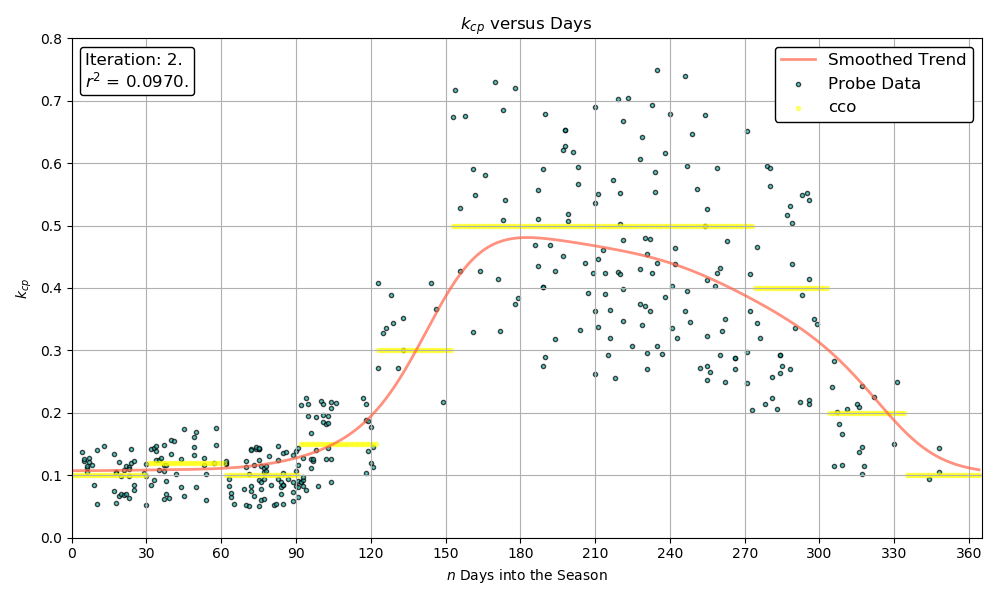 k_cp versus Days
Iteration: 2.
r² = 0.0970.
Smoothed Trend
Probe Data
cco
0.8
0.7
0.6
0.5
0.4
0.3
0.2
0.1
0.0
k_cp
0 30 60 90 120 150 180 210 240 270 300 330 360
n Days into the Season